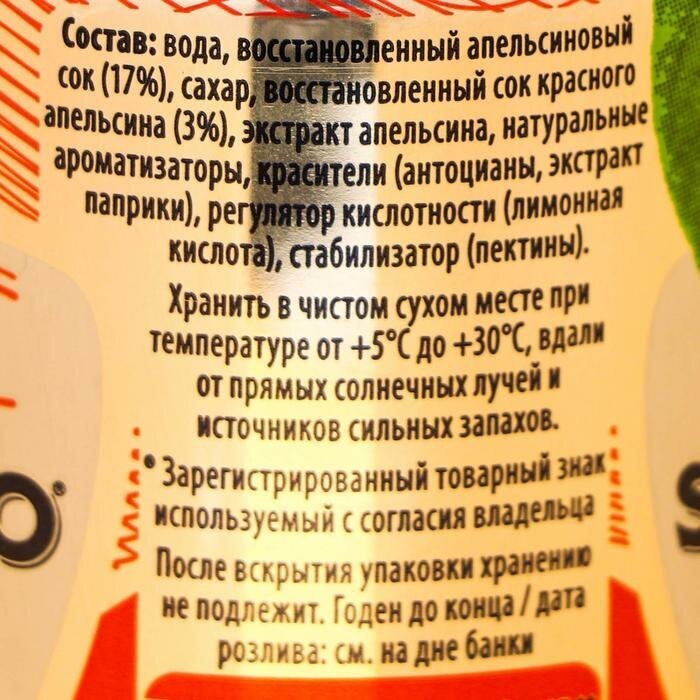 Состав: вода, восстановленный апельсиновый
сок (17%), сахар, восстановленный сок красного
апельсина (3%), экстракт апельсина, натуральные
ароматизаторы, красители (антоцианы, экстракт
паприки), регулятор кислотности (лимонная
кислота), стабилизатор (пектины).
Хранить в чистом сухом месте при
температуре от +5°С до +30°С, вдали
от прямых солнечных лучей и
источников сильных запахов.
® Зарегистрированный товарный знак
используемый с согласия владельца
После вскрытия упаковки хранению
не подлежит. Годен до конца / дата
розлива: см. на дне банки